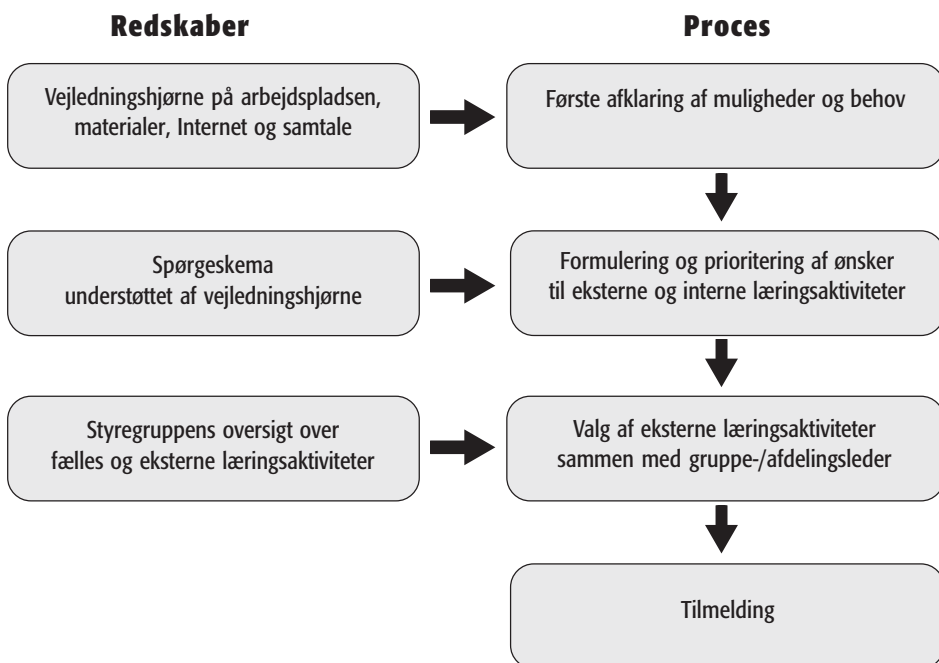 Redskaber
Proces
Vejledningshjørne på arbejdspladsen,
materialer, Internet og samtale
Første afklaring af muligheder og behov
Spørgeskema
understøttet af vejledningshjørne
Formulering og prioritering af ønsker
til eksterne og interne læringsaktiviteter
Styregruppens oversigt over
fælles og eksterne læringsaktiviteter
Valg af eksterne læringsaktiviteter
sammen med gruppe-/afdelingsleder
Tilmelding